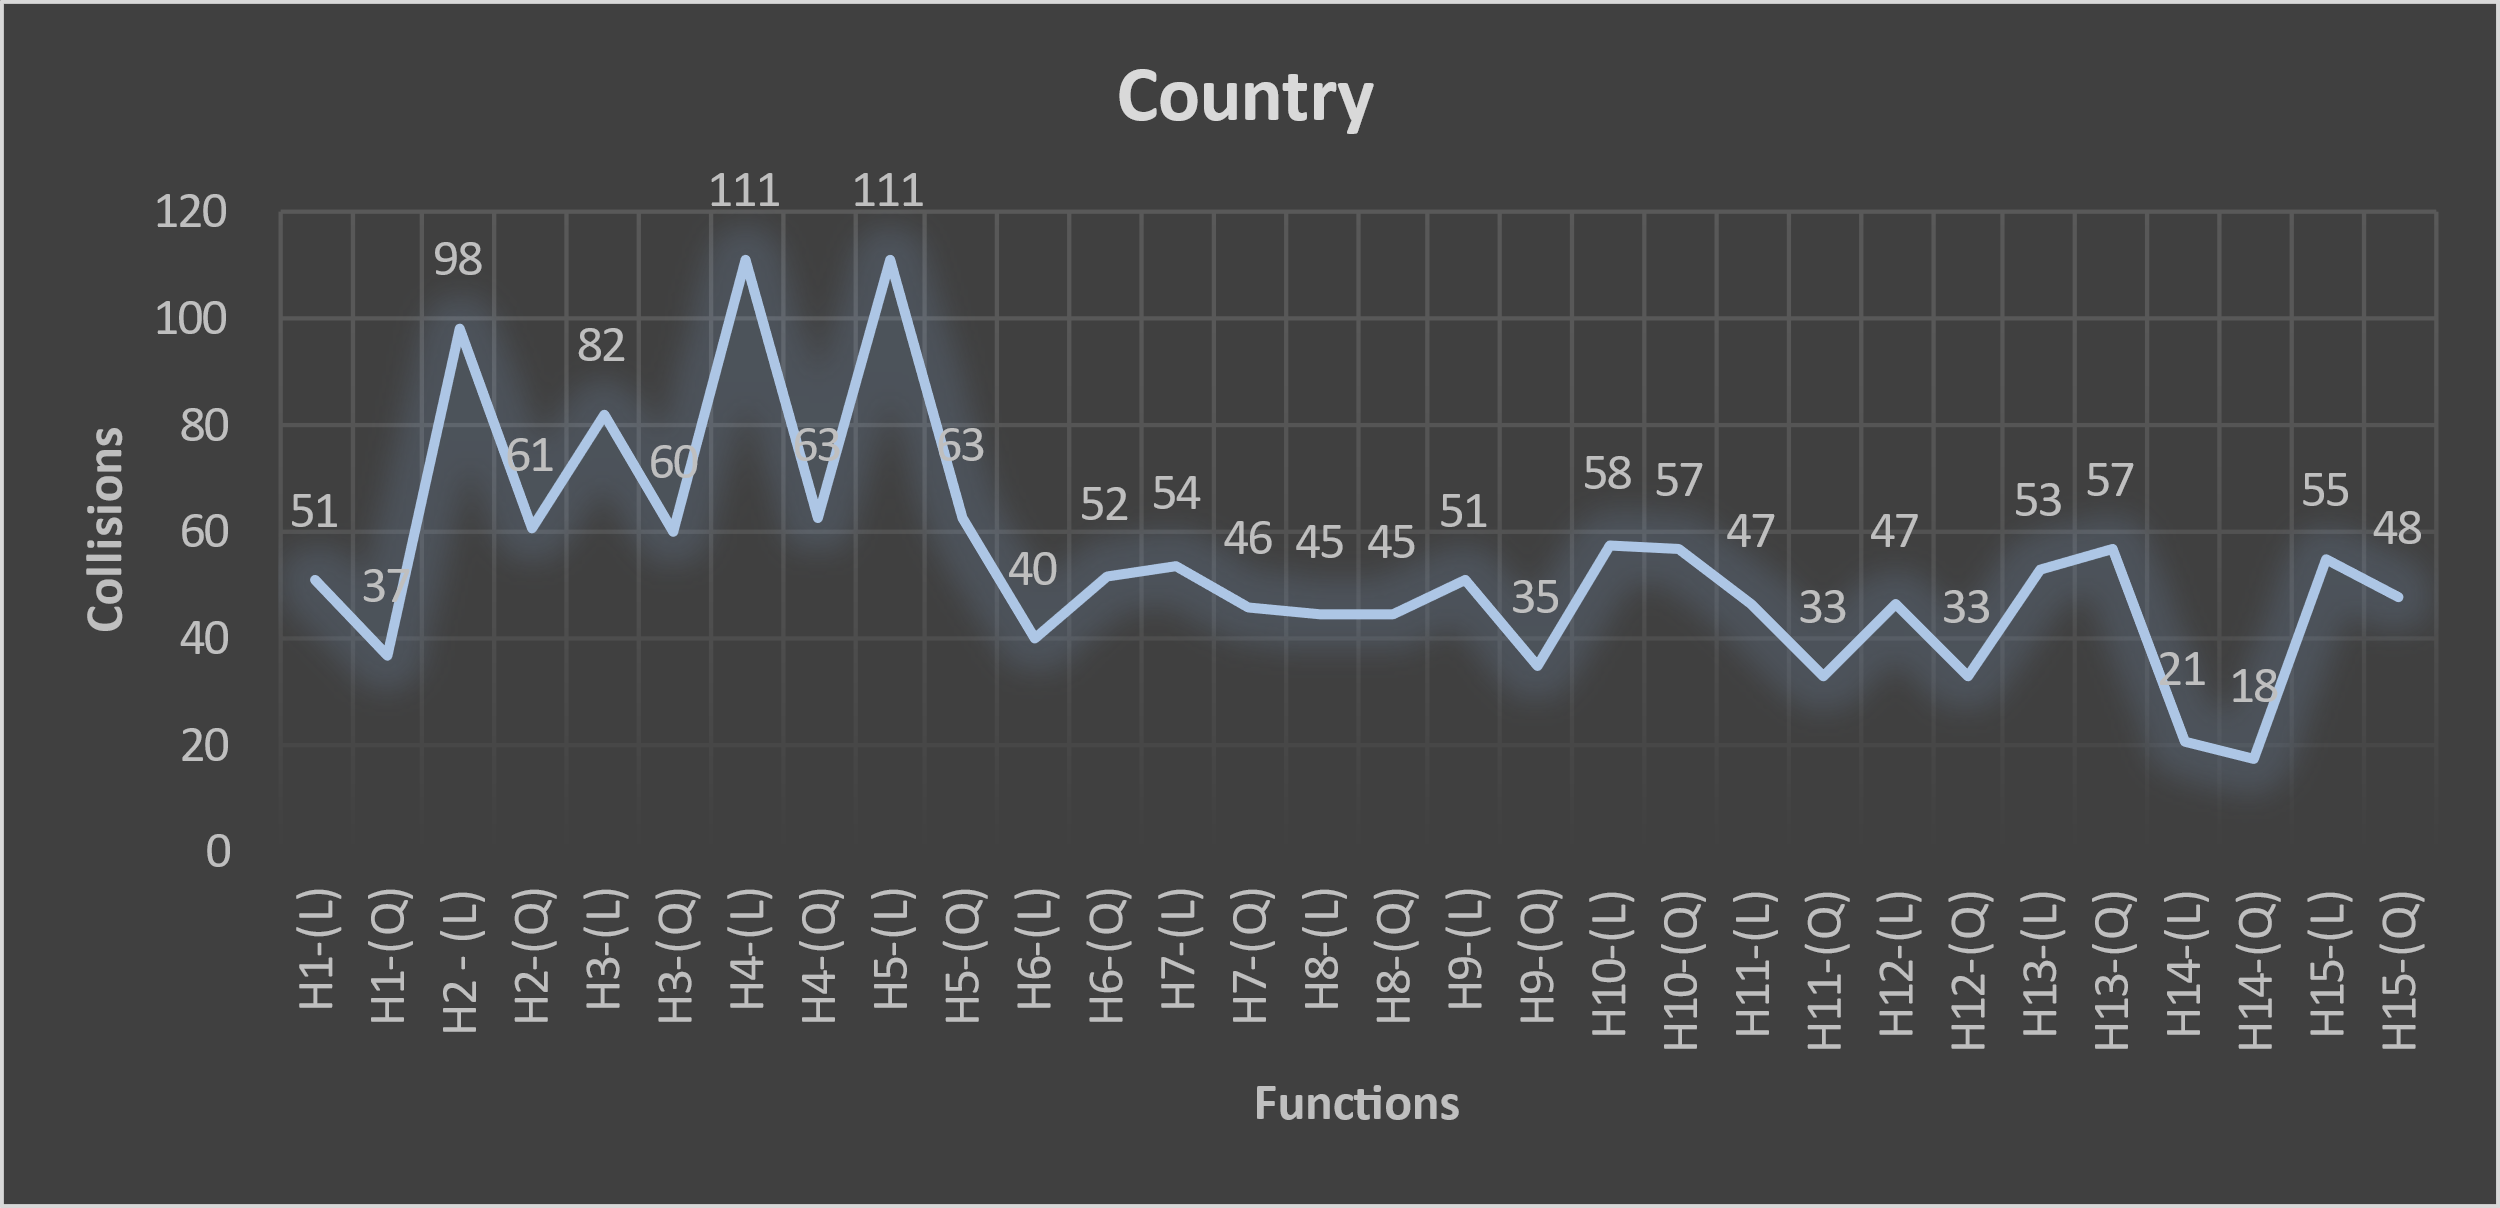 Country
Collisions
120
100
80
60
40
20
0
51
37
98
61
82
60
111
63
111
63
40
52
54
46
45
45
51
35
58
57
47
33
47
33
53
57
21
18
55
48
H1-(L)
H1-(Q)
H2 - (L)
H2-(Q)
H3-(L)
H3-(Q)
H4-(L)
H4-(Q)
H5-(L)
H5-(Q)
H6-(L)
H6-(Q)
H7-(L)
H7-(Q)
H8-(L)
H8-(Q)
H9-(L)
H9-(Q)
H10-(L)
H10-(Q)
H11-(L)
H11-(Q)
H12-(L)
H12-(Q)
H13-(L)
H13-(Q)
H14-(L)
H14-(Q)
H15-(L)
H15-(Q)
Functions